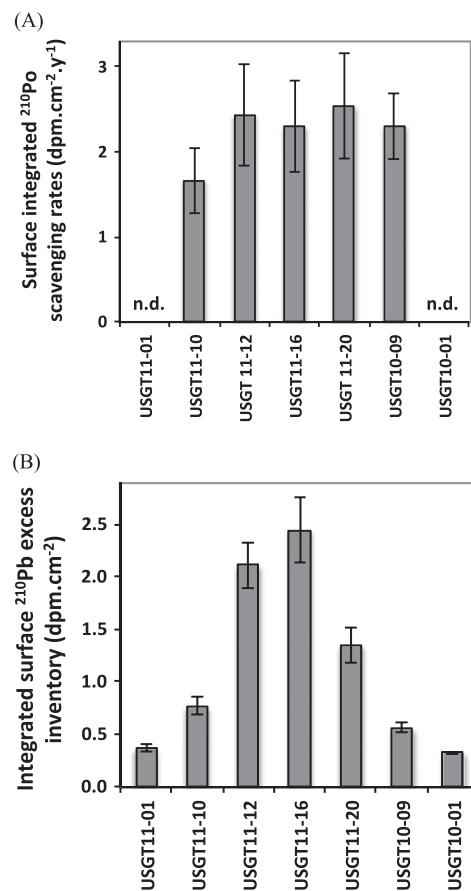 (A)
Surface integrated ²¹⁰Po
scavenging rates (dpm.cm⁻².y⁻¹)
3
2
1
0
n.d.
n.d.
USGT11-01
USGT11-10
USGT 11-12
USGT11-16
USGT 11-20
USGT10-09
USGT10-01
(B)
Integrated surface ²¹⁰Pb excess
inventory (dpm.cm⁻²)
2.5
2.0
1.5
1.0
0.5
0.0
USGT11-01
USGT11-10
USGT11-12
USGT11-16
USGT11-20
USGT10-09
USGT10-01